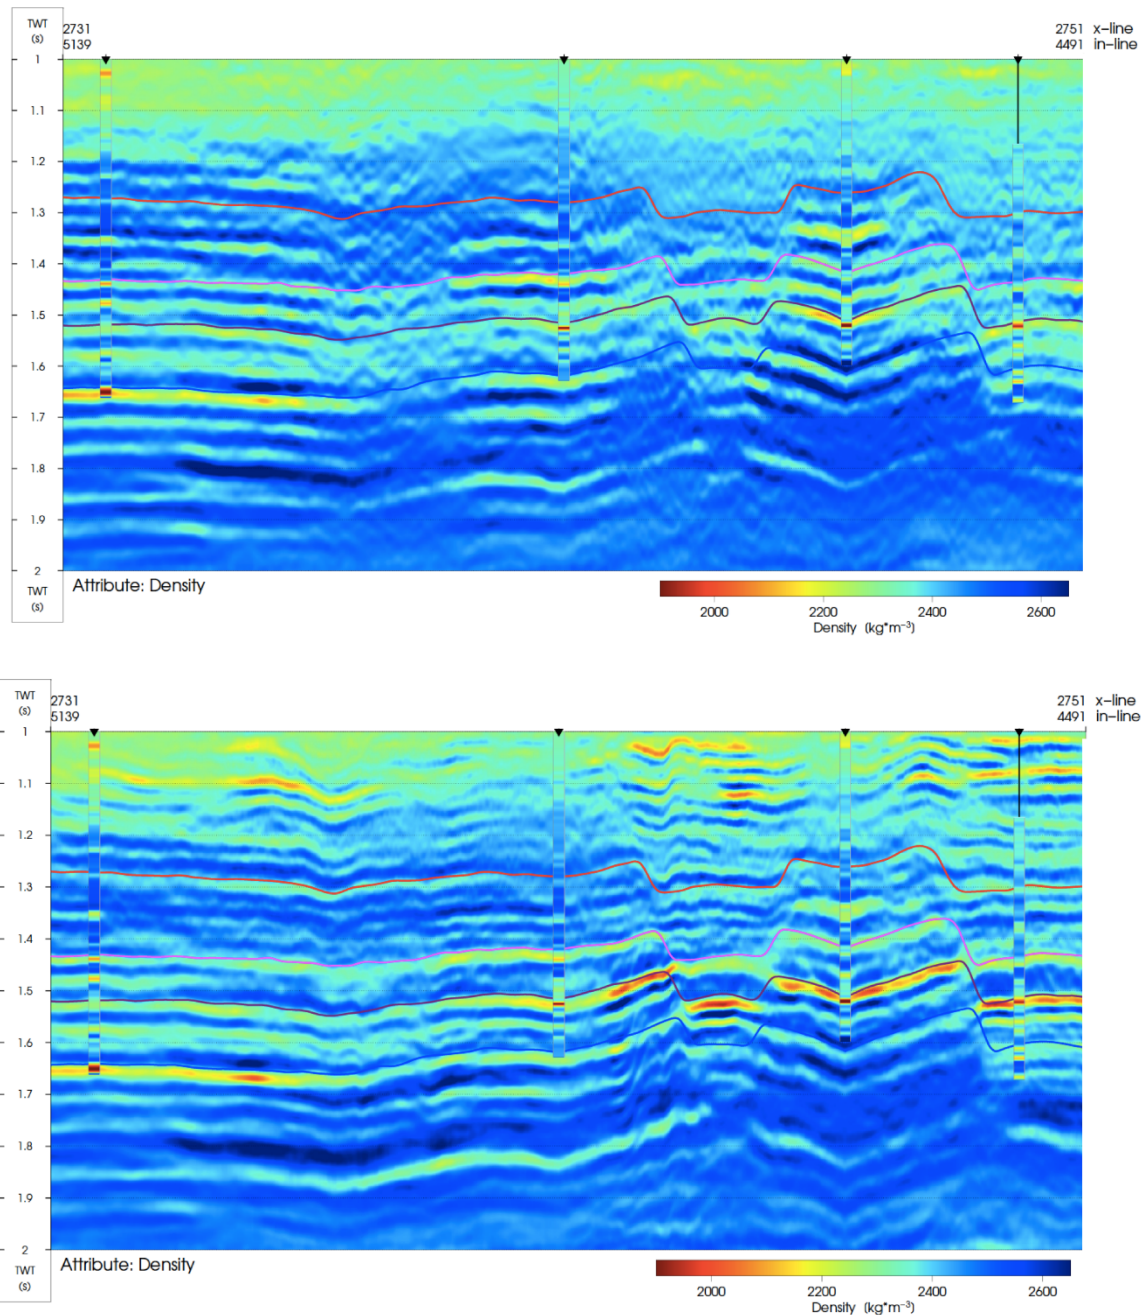 TWT
(s)
2731
5139
2751 x-line
4491 in-line
1
1.1
1.2
1.3
1.4
1.5
1.6
1.7
1.8
1.9
2
TWT
(s)
Attribute: Density
2000 2200 2400 2600
Density (kg*m⁻³)
TWT
(s)
2731
5139
2751 x-line
4491 in-line
1
1.1
1.2
1.3
1.4
1.5
1.6
1.7
1.8
1.9
2
TWT
(s)
Attribute: Density
2000 2200 2400 2600
Density (kg*m⁻³)